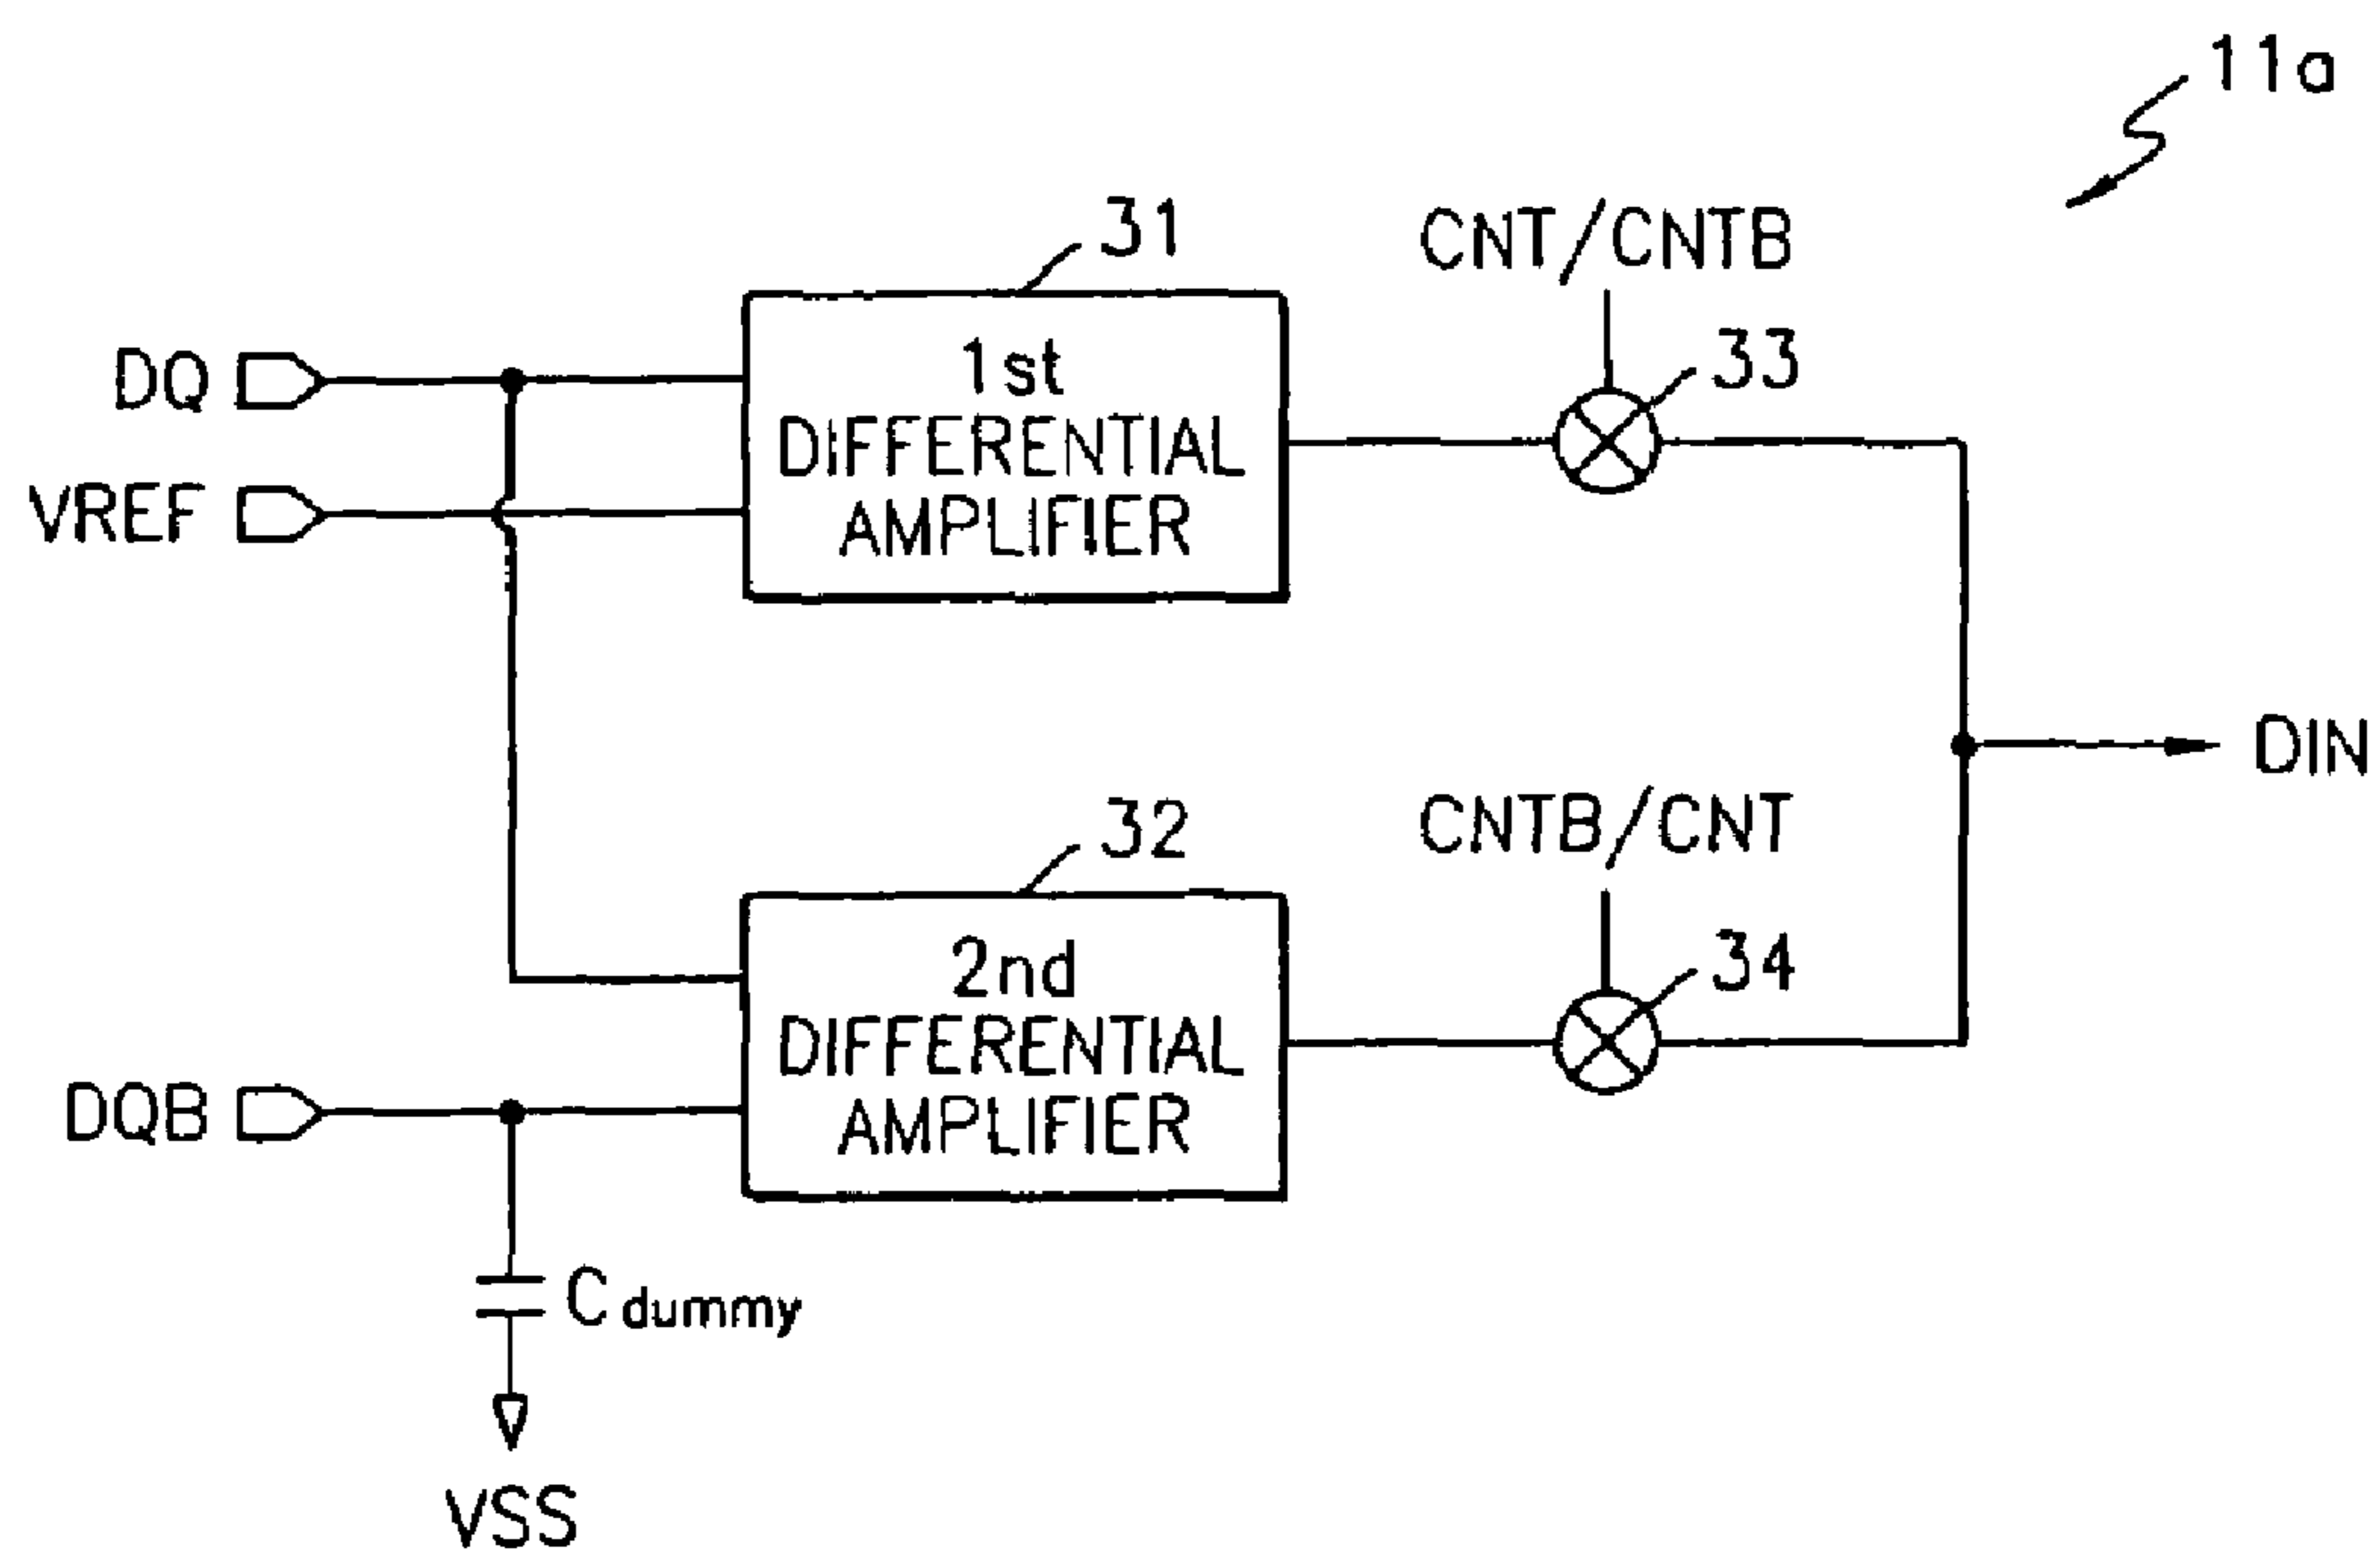 11a
31
CNT/CNTB
33
DQ
1st
DIFFERENTIAL
AMPLIFIER
VREF
DIN
32
CNTB/CNT
34
2nd
DIFFERENTIAL
AMPLIFIER
DQB
Cdummy
VSS